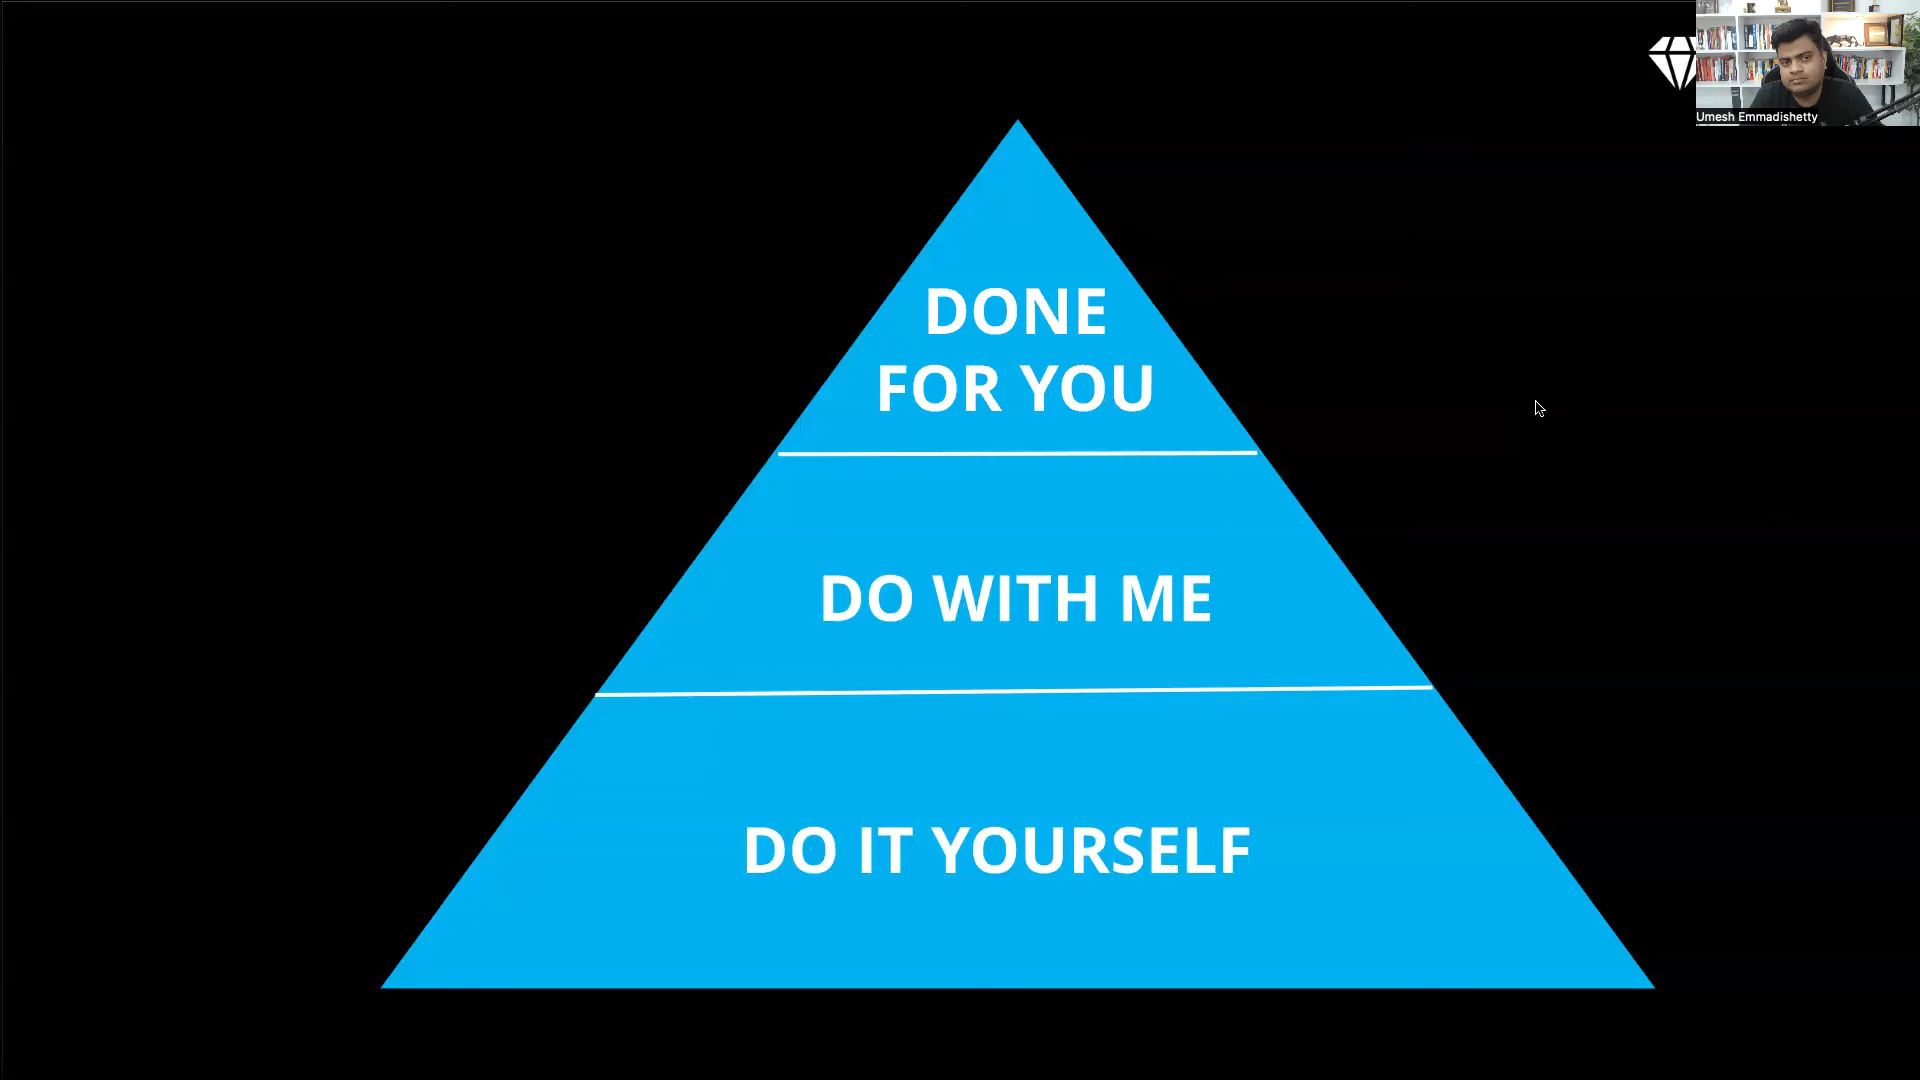 Umesh Emmadishetty
DONE
FOR YOU
DO WITH ME
DO IT YOURSELF